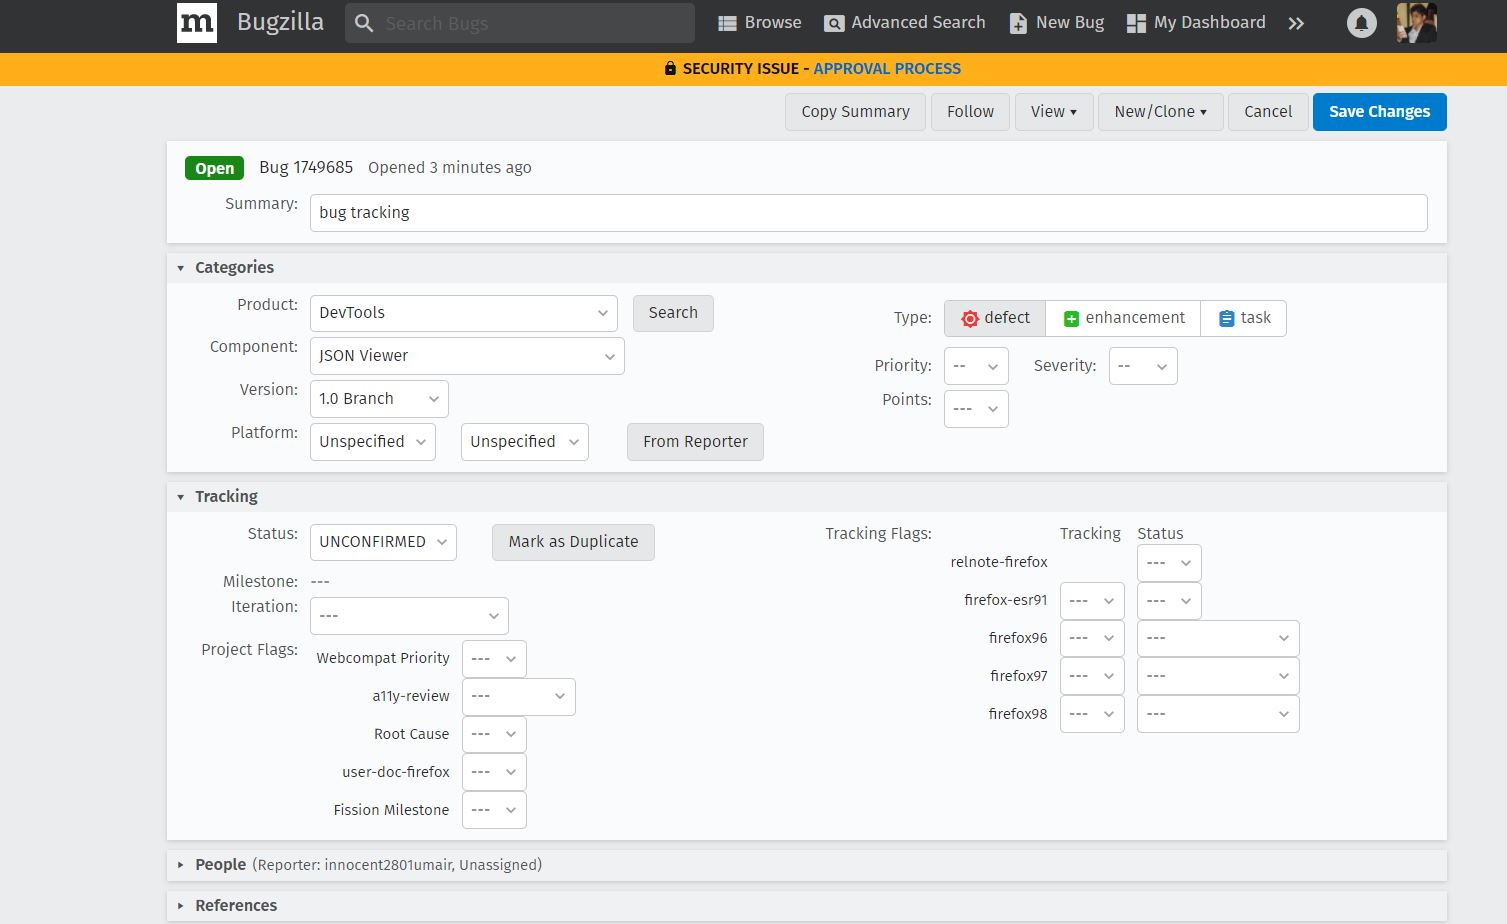 m Bugzilla Search Bugs Browse Advanced Search New Bug My Dashboard
SECURITY ISSUE - APPROVAL PROCESS
Copy Summary Follow View New/Clone Cancel Save Changes
Open Bug 1749685 Opened 3 minutes ago
Summary: bug tracking
Categories
Product: DevTools Search
Component: JSON Viewer
Version: 1.0 Branch
Platform: Unspecified Unspecified From Reporter
Type: defect enhancement task
Priority: -- Severity: --
Points: ---
Tracking
Status: UNCONFIRMED Mark as Duplicate
Milestone: ---
Iteration: ---
Project Flags:
Webcompat Priority ---
a11y-review ---
Root Cause ---
user-doc-firefox ---
Fission Milestone ---
Tracking Flags: Tracking Status
relnote-firefox ---
firefox-esr91 --- ---
firefox96 --- ---
firefox97 --- ---
firefox98 --- ---
People (Reporter: innocent2801umair, Unassigned)
References